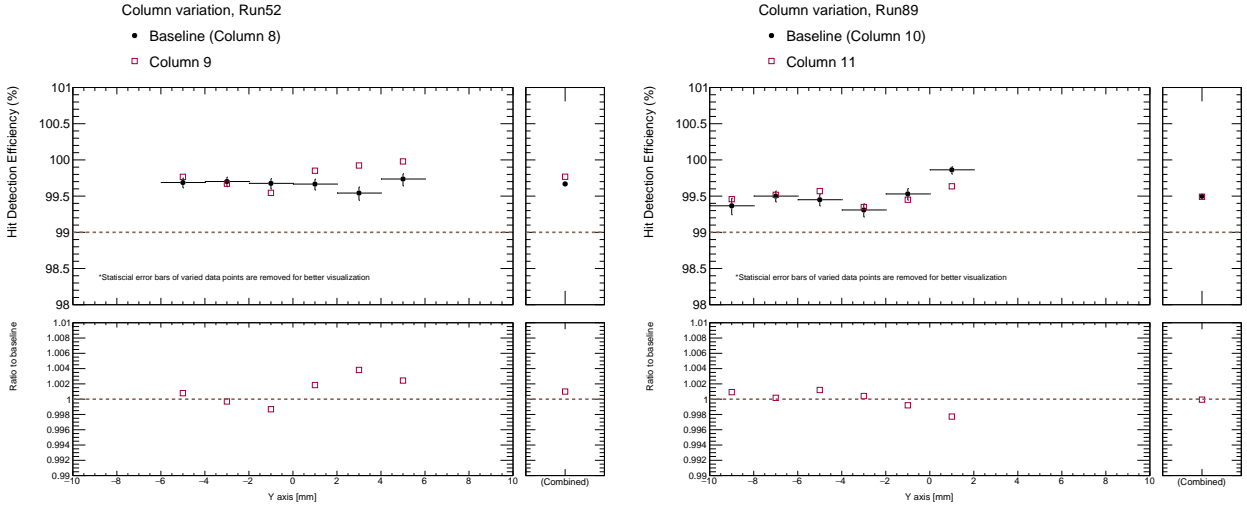 Column variation, Run52
Baseline (Column 8)
Column 9
Hit Detection Efficiency (%)
101
100.5
100
99.5
99
98.5
98
*Statiscial error bars of varied data points are removed for better visualization
Ratio to baseline
1.01
1.008
1.006
1.004
1.002
1
0.998
0.996
0.994
0.992
0.99
−10 −8 −6 −4 −2 0 2 4 6 8 10
Y axis [mm]
(Combined)
Column variation, Run89
Baseline (Column 10)
Column 11
Hit Detection Efficiency (%)
101
100.5
100
99.5
99
98.5
98
*Statiscial error bars of varied data points are removed for better visualization
Ratio to baseline
1.01
1.008
1.006
1.004
1.002
1
0.998
0.996
0.994
0.992
0.99
−10 −8 −6 −4 −2 0 2 4 6 8 10
Y axis [mm]
(Combined)